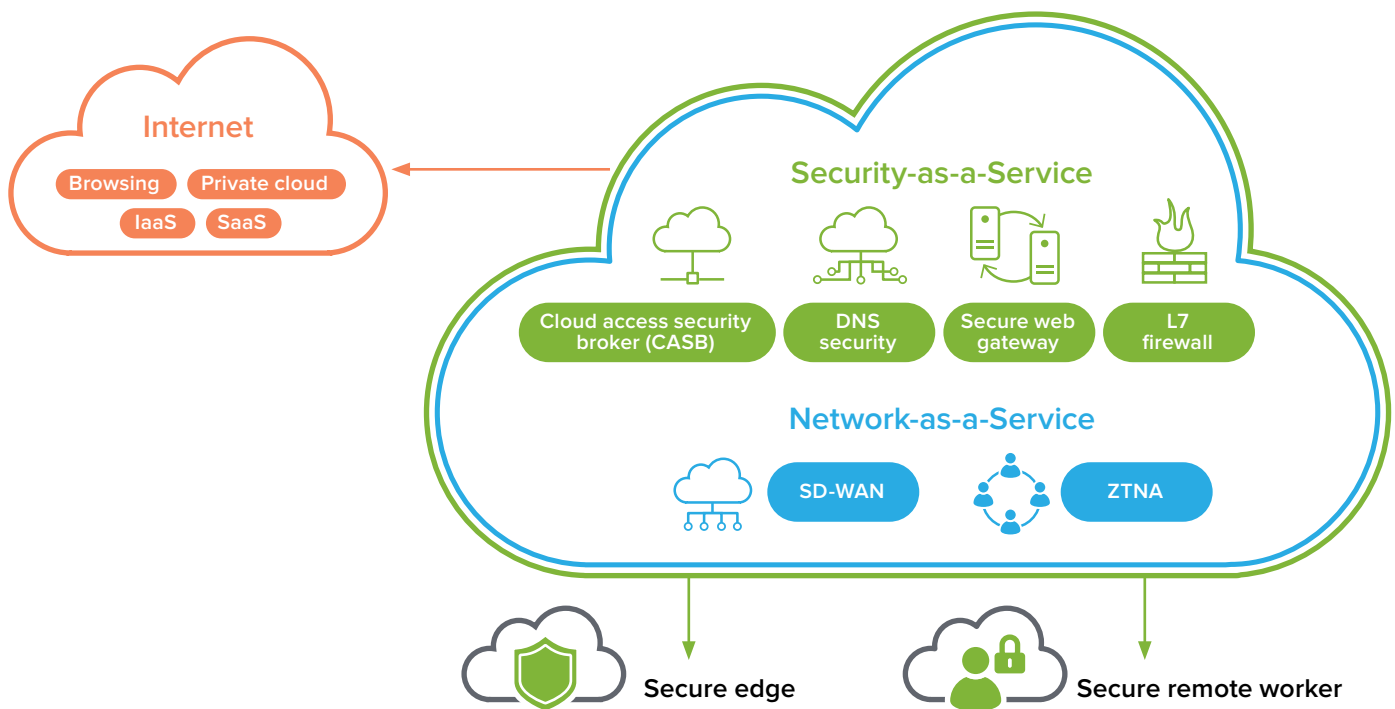 Internet
Browsing
Private cloud
IaaS
SaaS
Security-as-a-Service
Cloud access security
broker (CASB)
DNS
security
Secure web
gateway
L7
firewall
Network-as-a-Service
SD-WAN
ZTNA
Secure edge
Secure remote worker